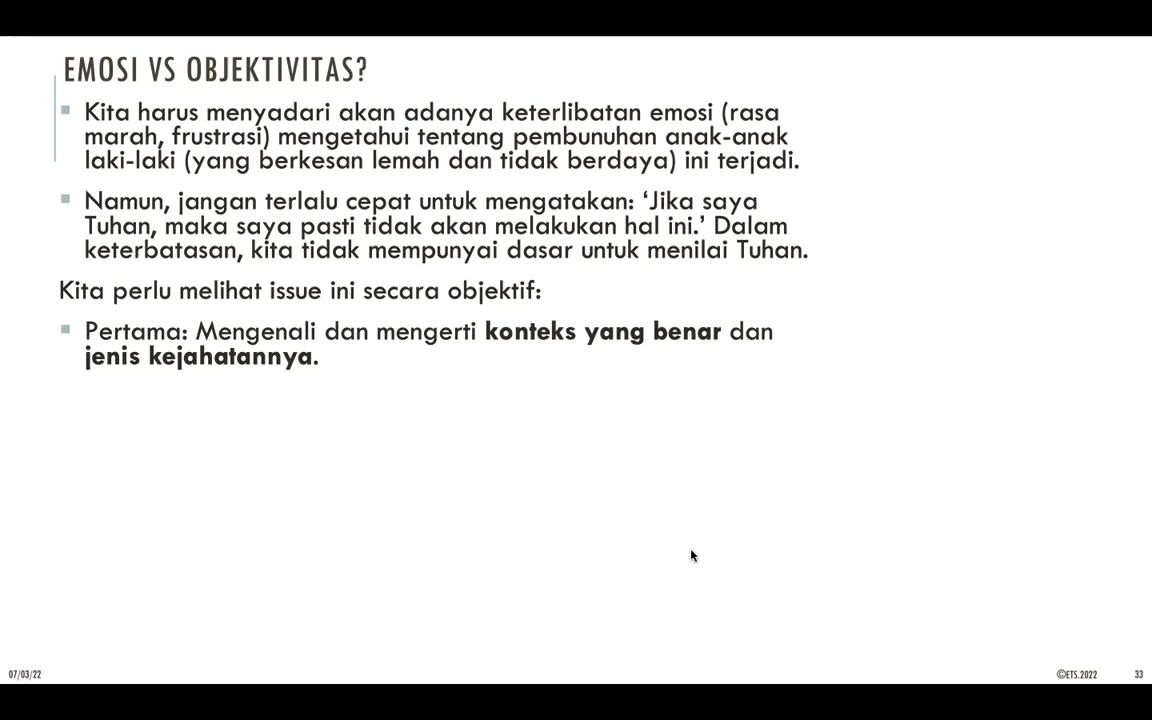 EMOSI VS OBJEKTIVITAS?
▪ Kita harus menyadari akan adanya keterlibatan emosi (rasa
marah, frustrasi) mengetahui tentang pembunuhan anak-anak
laki-laki (yang berkesan lemah dan tidak berdaya) ini terjadi.
▪ Namun, jangan terlalu cepat untuk mengatakan: ‘Jika saya
Tuhan, maka saya pasti tidak akan melakukan hal ini.’ Dalam
keterbatasan, kita tidak mempunyai dasar untuk menilai Tuhan.
Kita perlu melihat issue ini secara objektif:
▪ Pertama: Mengenali dan mengerti konteks yang benar dan
jenis kejahatannya.
07/03/22
©ETS.2022
33